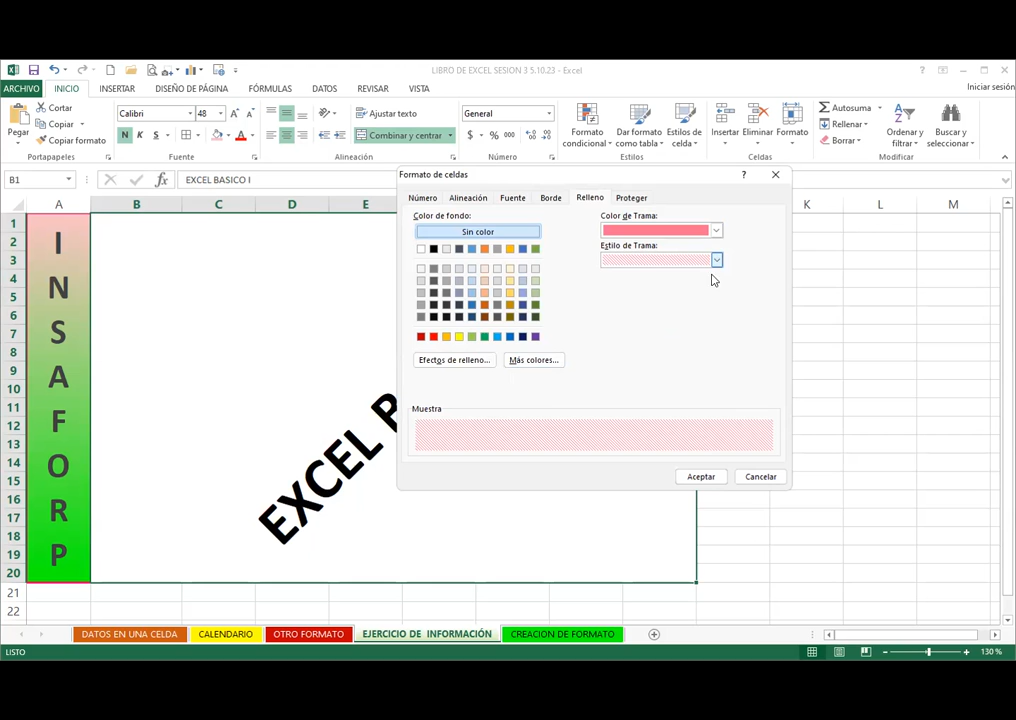 LIBRO DE EXCEL SESION 3 5.10.23 - Excel
ARCHIVO INICIO INSERTAR DISEÑO DE PÁGINA FÓRMULAS DATOS REVISAR VISTA Iniciar sesión
Pegar
Cortar
Copiar
Copiar formato
Portapapeles
Calibri 48
N K S
Fuente
Ajustar texto
Combinar y centrar
Alineación
General
$ % 000
Número
Formato condicional
Dar formato como tabla
Estilos de celda
Estilos
Insertar Eliminar Formato
Celdas
Autosuma
Rellenar
Borrar
Ordenar y filtrar
Buscar y seleccionar
Modificar
B1 fx EXCEL BASICO I
A B C D E K L M
1
2
3
4
5
6
7
8
9
10
11
12
13
14
15
16
17
18
19
20
21
22
I
N
S
A
F
O
R
P
EXCEL B
Formato de celdas ?
Número Alineación Fuente Borde Relleno Proteger
Color de fondo:
Sin color
Efectos de relleno... Más colores...
Color de Trama:
Estilo de Trama:
Muestra
Aceptar Cancelar
DATOS EN UNA CELDA CALENDARIO OTRO FORMATO EJERCICIO DE INFORMACIÓN CREACION DE FORMATO
LISTO 130 %